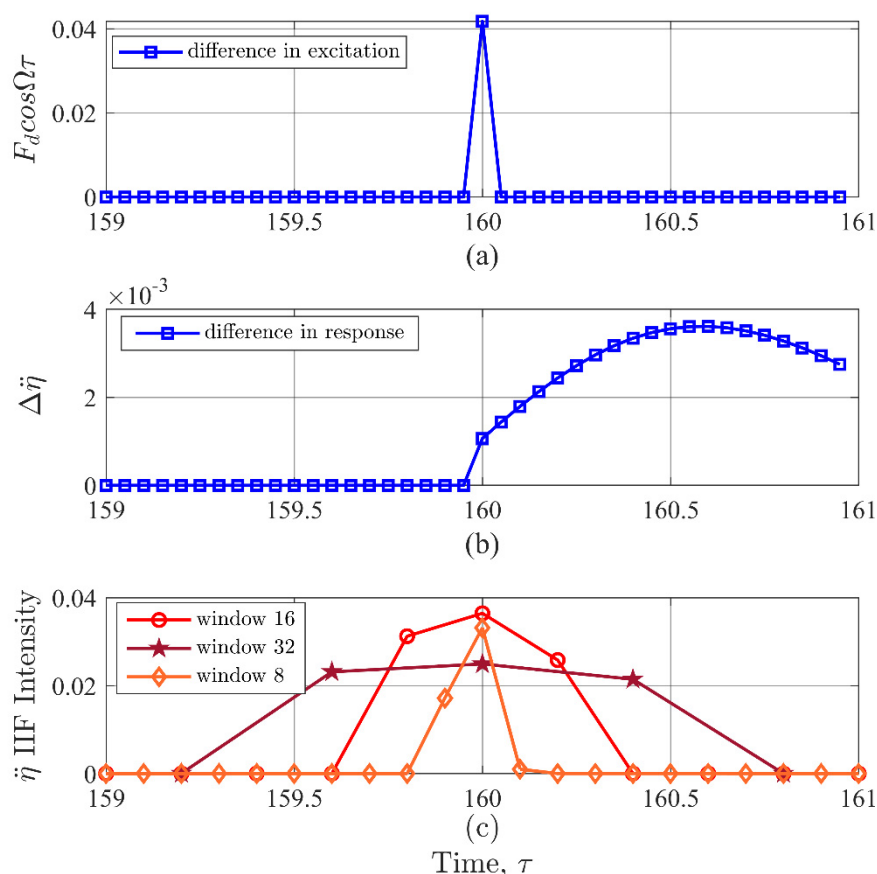 0.04
difference in excitation
0.02
F_d cosΩτ
0
159 159.5 160 160.5 161
(a)
×10⁻³
4
difference in response
2
Δη̈
0
159 159.5 160 160.5 161
(b)
0.04
window 16
window 32
0.02
window 8
η̈ IIF Intensity
0
159 159.5 160 160.5 161
(c)
Time, τ